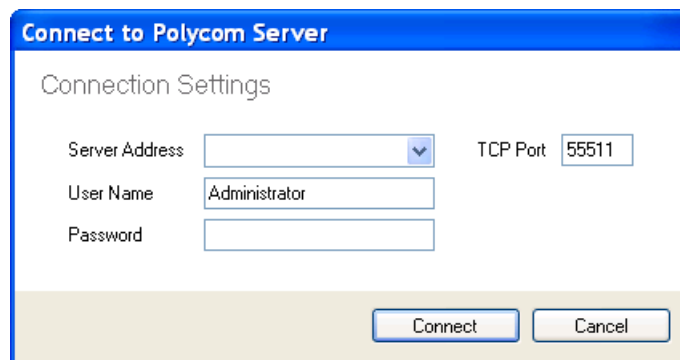 Connect to Polycom Server
Connection Settings
Server Address TCP Port 55511
User Name Administrator
Password
Connect Cancel